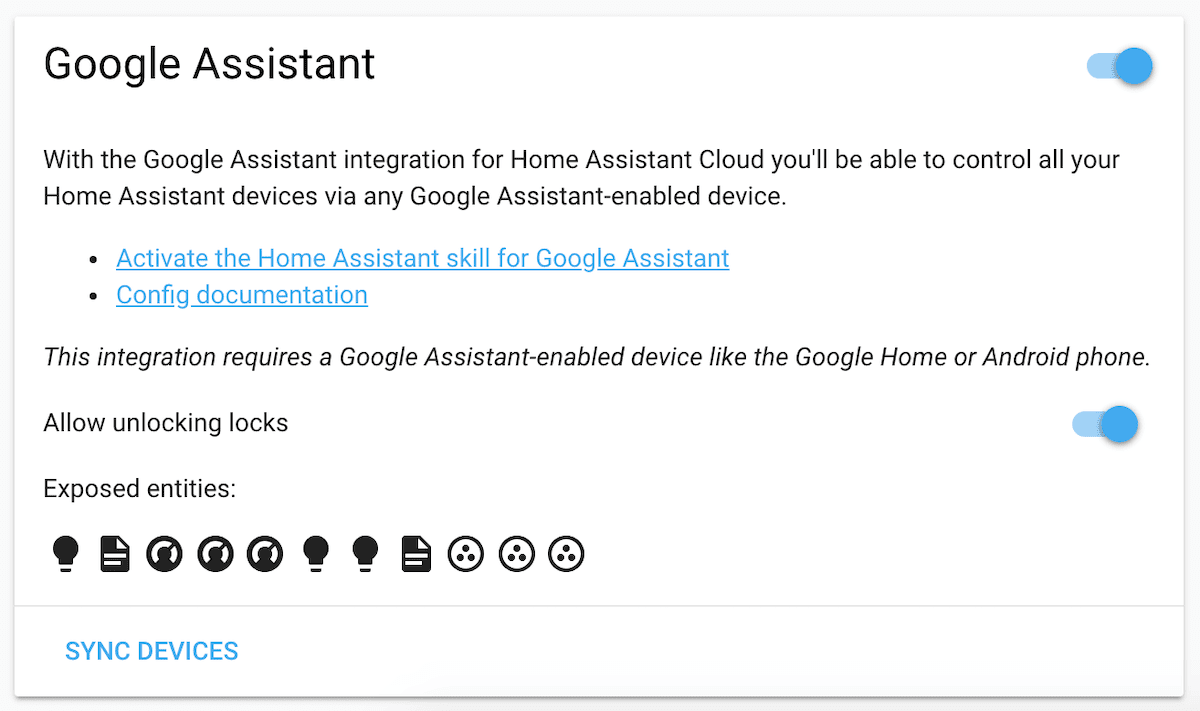 Google Assistant
With the Google Assistant integration for Home Assistant Cloud you'll be able to control all your
Home Assistant devices via any Google Assistant-enabled device.
Activate the Home Assistant skill for Google Assistant
Config documentation
This integration requires a Google Assistant-enabled device like the Google Home or Android phone.
Allow unlocking locks
Exposed entities:
SYNC DEVICES